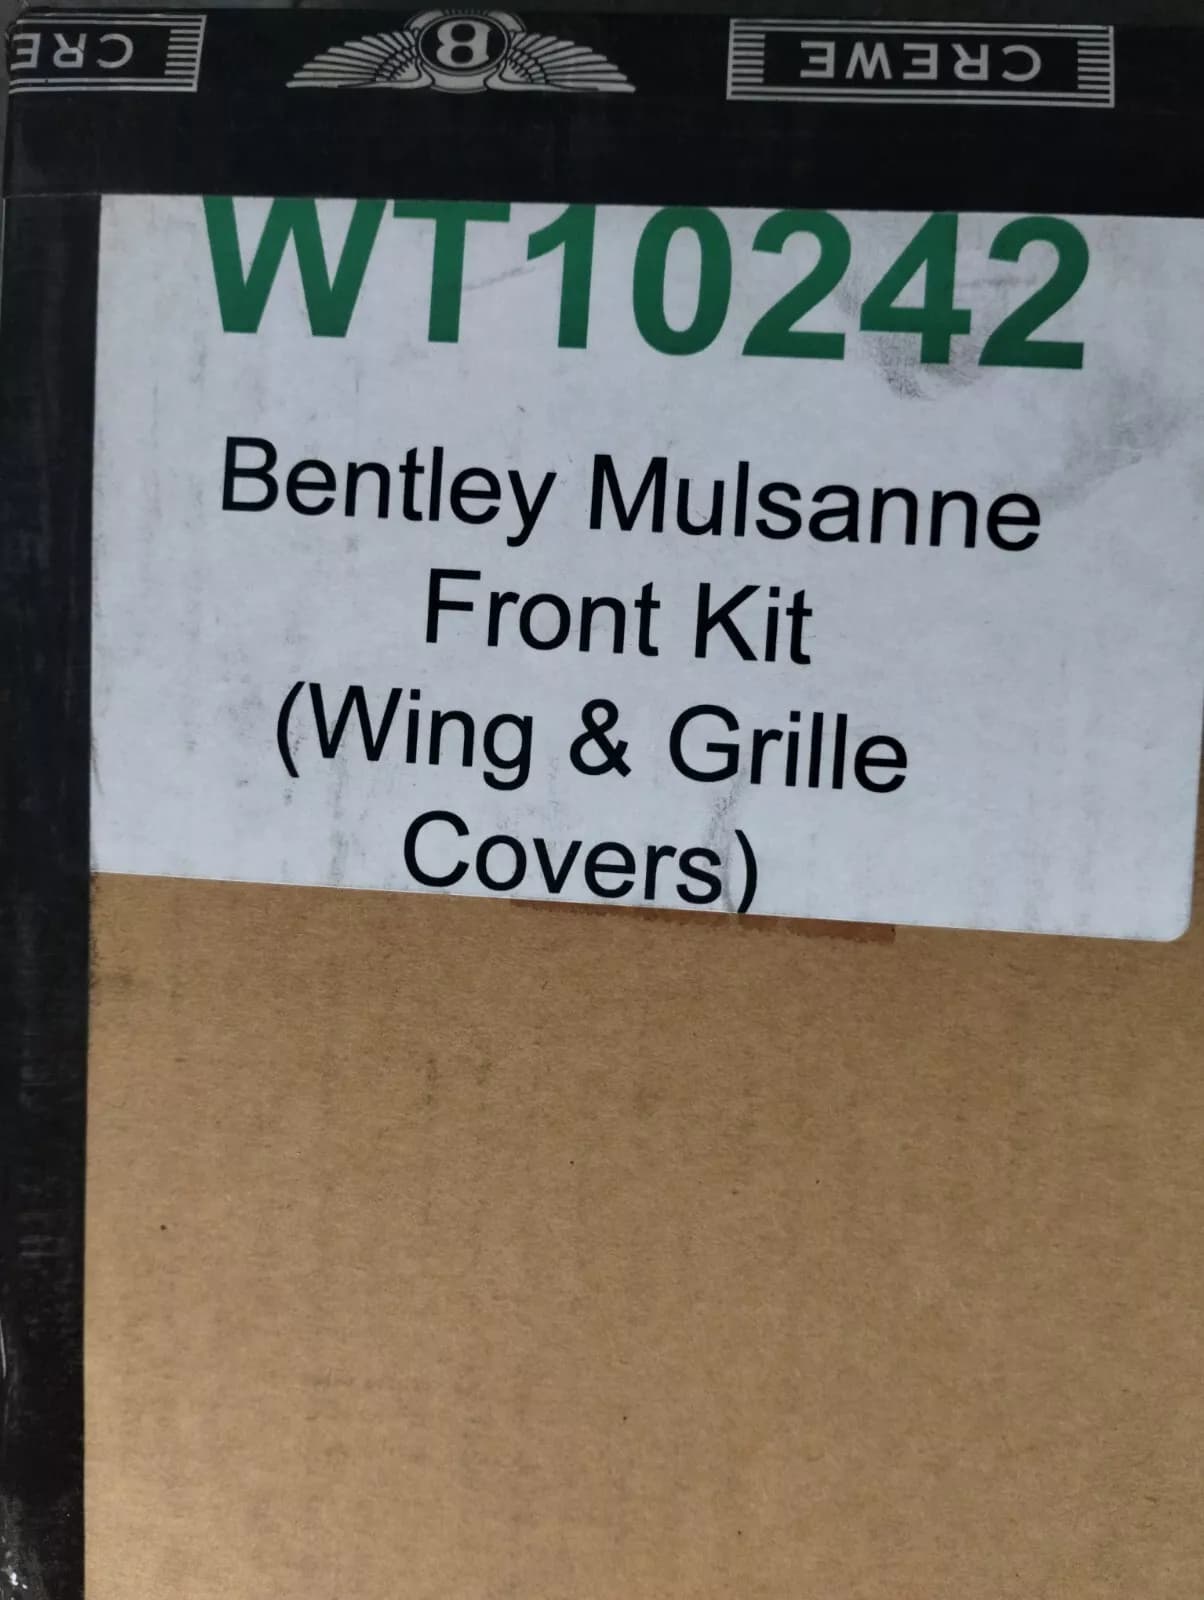 CRE B CREWE
WT10242
Bentley Mulsanne
Front Kit
(Wing & Grille
Covers)